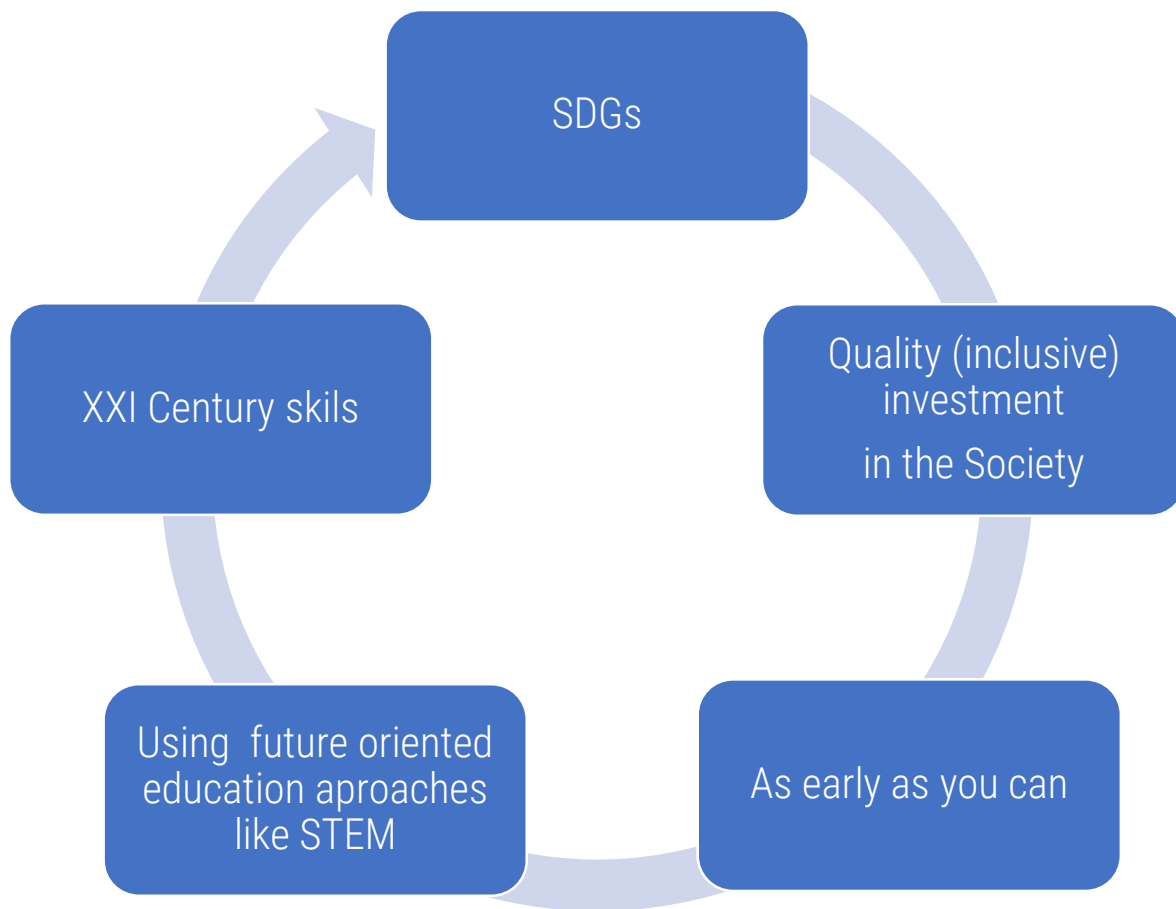 SDGs
Quality (inclusive)
investment
in the Society
As early as you can
Using  future oriented
education aproaches
like STEM
XXI Century skils